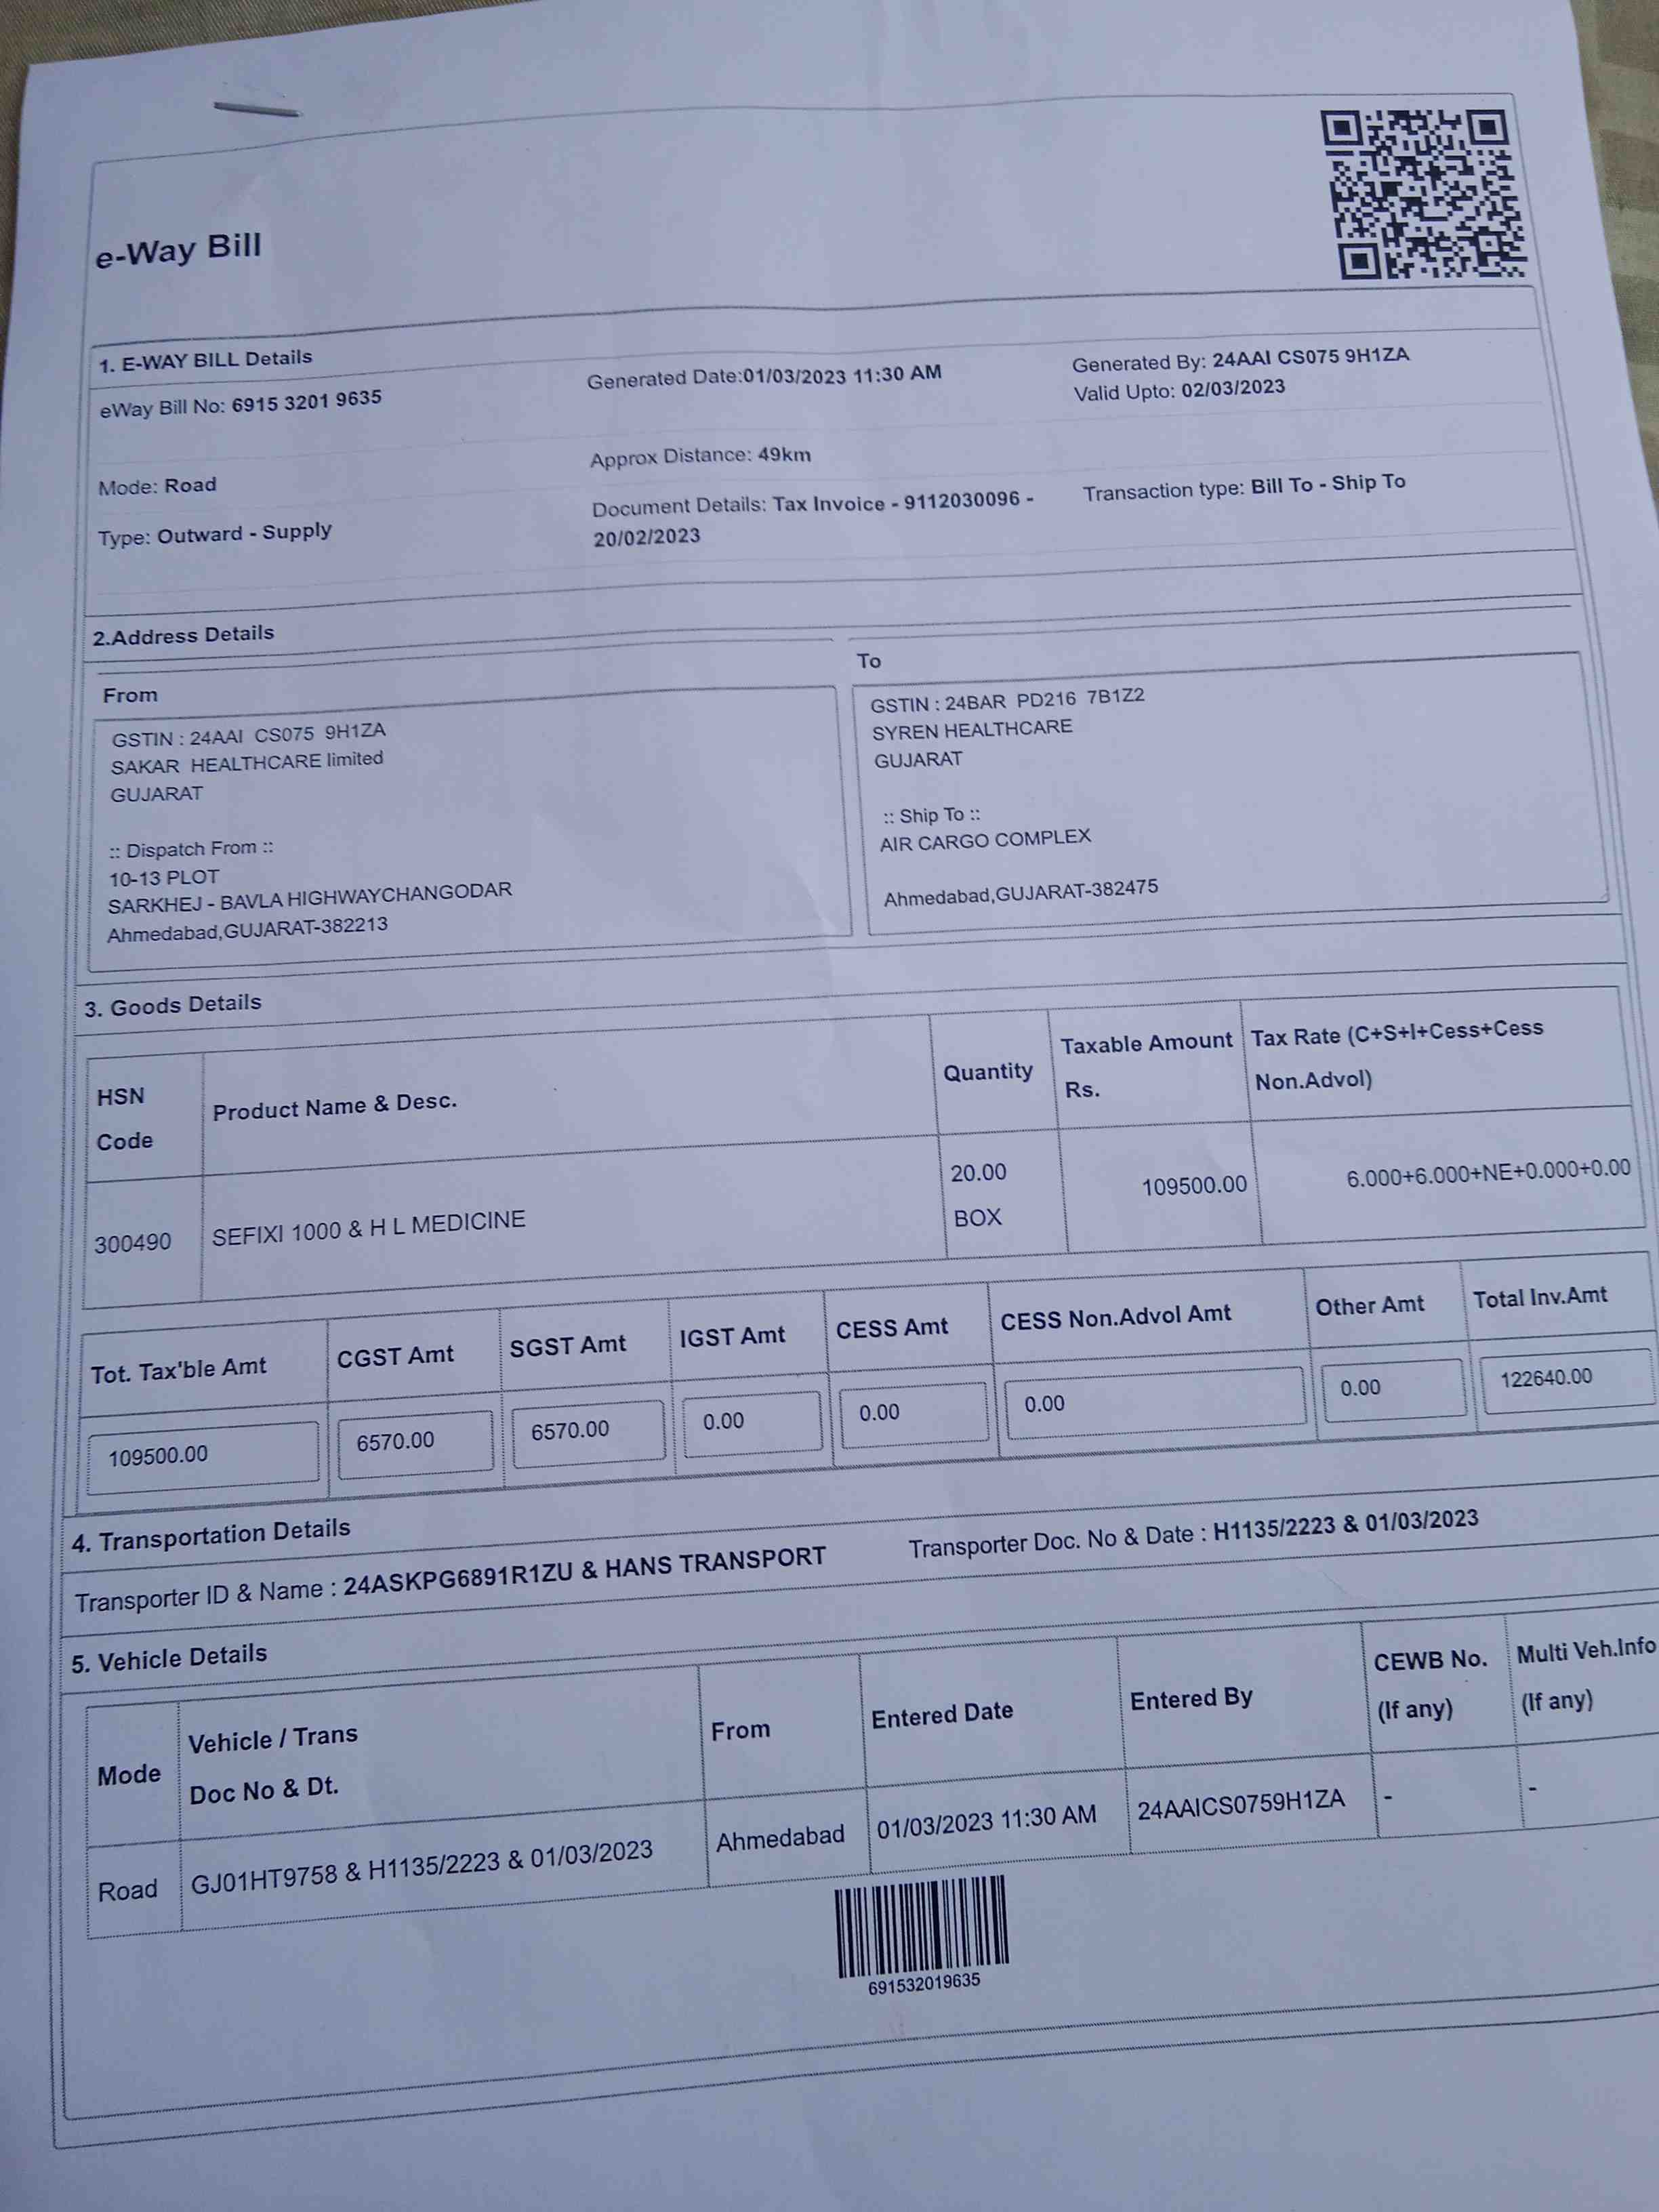 e-Way Bill
1. E-WAY BILL Details
eWay Bill No: 6915 3201 9635 Generated Date:01/03/2023 11:30 AM Generated By: 24AAI CS075 9H1ZA
Valid Upto: 02/03/2023
Mode: Road Approx Distance: 49km
Type: Outward - Supply Document Details: Tax Invoice - 9112030096 - Transaction type: Bill To - Ship To
20/02/2023
2.Address Details
From
GSTIN : 24AAI CS075 9H1ZA
SAKAR HEALTHCARE limited
GUJARAT
:: Dispatch From ::
10-13 PLOT
SARKHEJ - BAVLA HIGHWAYCHANGODAR
Ahmedabad,GUJARAT-382213
To
GSTIN : 24BAR PD216 7B1Z2
SYREN HEALTHCARE
GUJARAT
:: Ship To ::
AIR CARGO COMPLEX
Ahmedabad,GUJARAT-382475
3. Goods Details
HSN
Code
Product Name & Desc.
Quantity
Taxable Amount
Rs.
Tax Rate (C+S+I+Cess+Cess
Non.Advol)
300490 SEFIXI 1000 & H L MEDICINE
20.00
BOX
109500.00
6.000+6.000+NE+0.000+0.00
Tot. Tax'ble Amt CGST Amt SGST Amt IGST Amt CESS Amt CESS Non.Advol Amt Other Amt Total Inv.Amt
109500.00 6570.00 6570.00 0.00 0.00 0.00 0.00 122640.00
4. Transportation Details
Transporter ID & Name : 24ASKPG6891R1ZU & HANS TRANSPORT Transporter Doc. No & Date : H1135/2223 & 01/03/2023
5. Vehicle Details
Mode
Vehicle / Trans
Doc No & Dt.
From
Entered Date
Entered By
CEWB No.
(If any)
Multi Veh.Info
(If any)
Road GJ01HT9758 & H1135/2223 & 01/03/2023 Ahmedabad 01/03/2023 11:30 AM 24AAICS0759H1ZA - -
691532019635